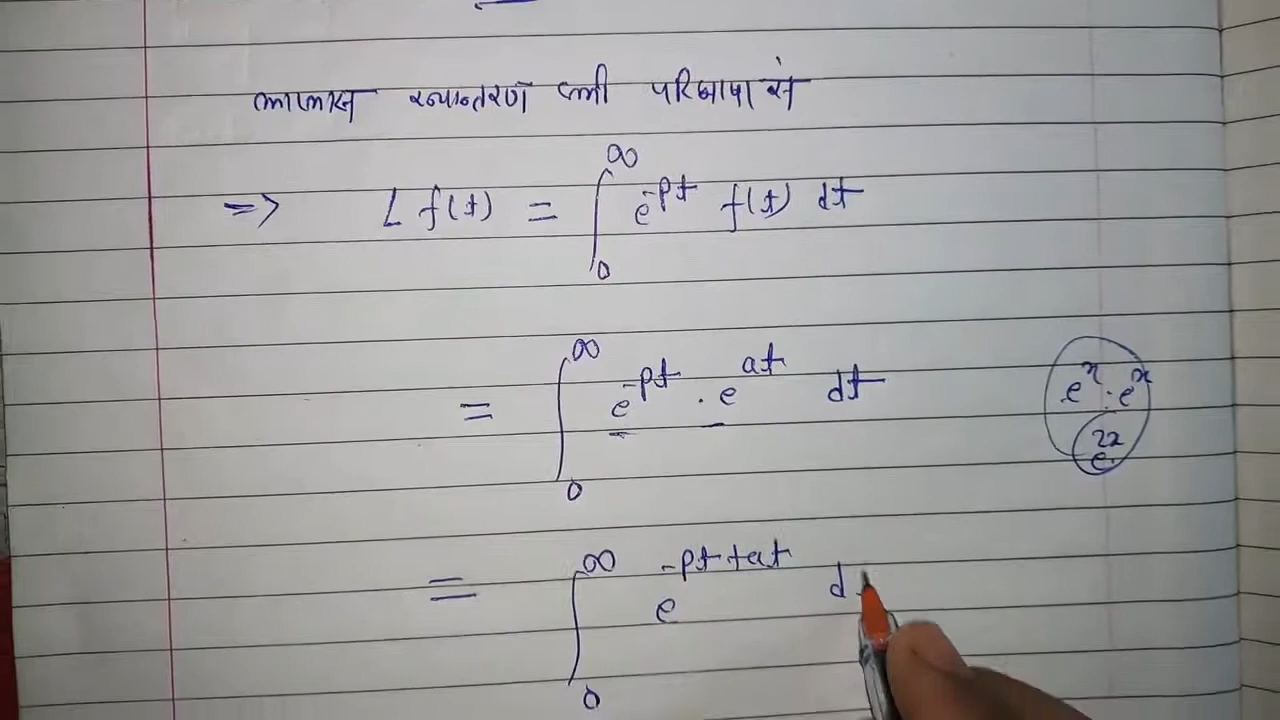 लाप्लास रूपान्तरण की परिभाषा से
=> L f(t) = ∫₀^∞ e^{-pt} f(t) dt
= ∫₀^∞ e^{-pt} . e^{at} dt
e^x . e^x
e^{2x}
= ∫₀^∞ e^{-pt+at} d